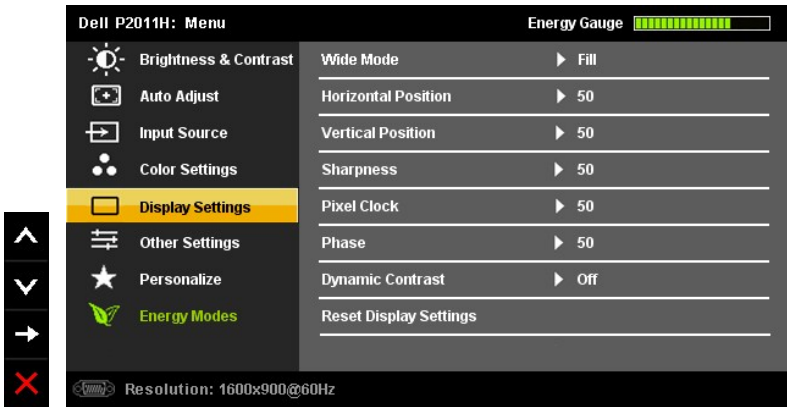 Dell P2011H: Menu Energy Gauge
Brightness & Contrast Wide Mode Fill
Auto Adjust Horizontal Position 50
Input Source Vertical Position 50
Color Settings Sharpness 50
Display Settings Pixel Clock 50
Other Settings Phase 50
Personalize Dynamic Contrast Off
Energy Modes Reset Display Settings
Resolution: 1600x900@60Hz